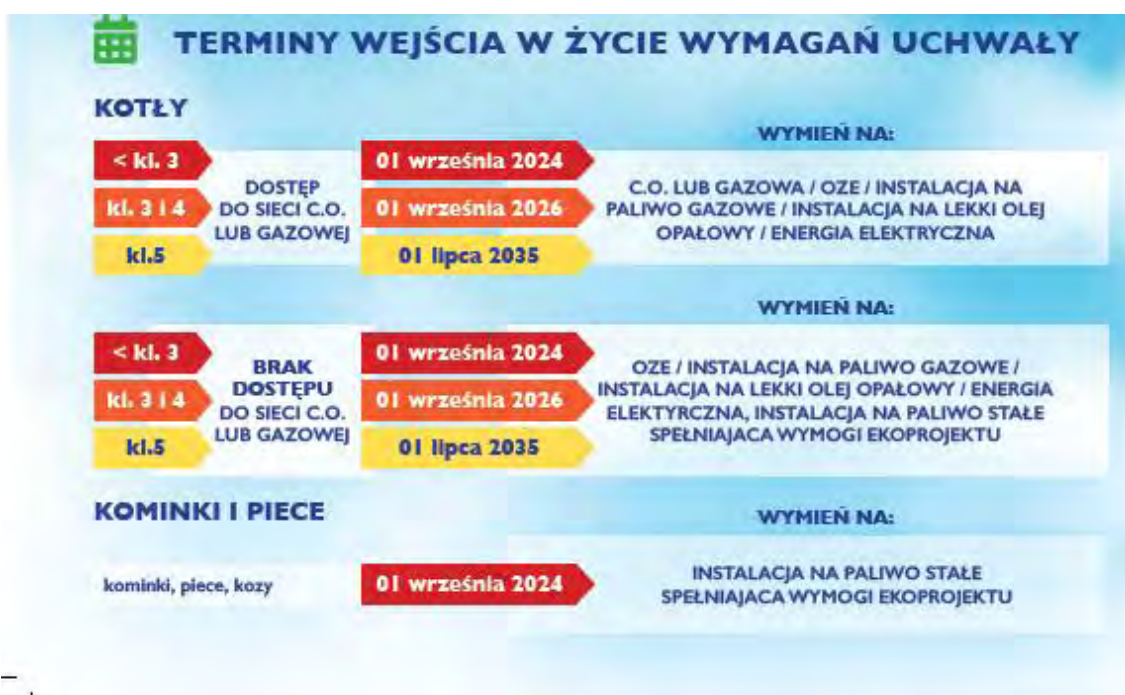 TERMINY WEJŚCIA W ŻYCIE WYMAGAŃ UCHWAŁY
KOTŁY
WYMIEŃ NA:
< kl. 3
kl. 3 i 4
kl.5
DOSTĘP
DO SIECI C.O.
LUB GAZOWEJ
01 września 2024
01 września 2026
01 lipca 2035
C.O. LUB GAZOWA / OZE / INSTALACJA NA
PALIWO GAZOWE / INSTALACJA NA LEKKI OLEJ
OPAŁOWY / ENERGIA ELEKTRYCZNA
WYMIEŃ NA:
< kl. 3
kl. 3 i 4
kl.5
BRAK
DOSTĘPU
DO SIECI C.O.
LUB GAZOWEJ
01 września 2024
01 września 2026
01 lipca 2035
OZE / INSTALACJA NA PALIWO GAZOWE /
INSTALACJA NA LEKKI OLEJ OPAŁOWY / ENERGIA
ELEKTYRCZNA, INSTALACJA NA PALIWO STAŁE
SPEŁNIAJACA WYMOGI EKOPROJEKTU
KOMINKI I PIECE
WYMIEŃ NA:
kominki, piece, kozy
01 września 2024
INSTALACJA NA PALIWO STAŁE
SPEŁNIAJACA WYMOGI EKOPROJEKTU